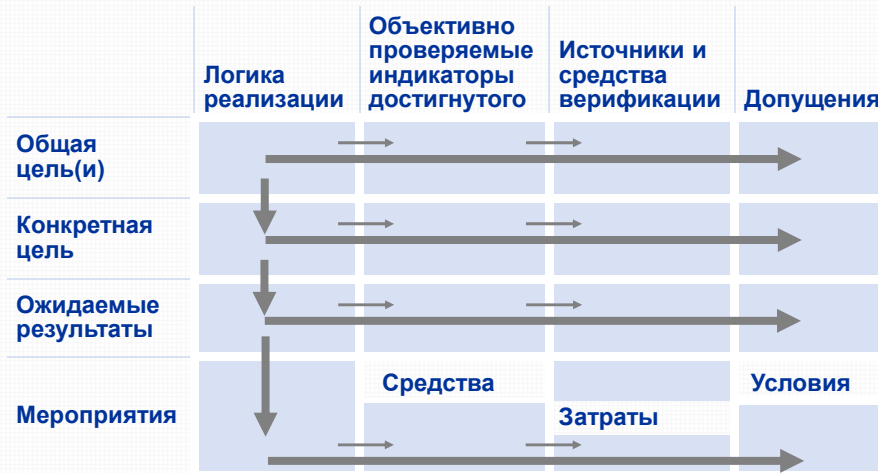 Логика
реализации
Объективно
проверяемые
индикаторы
достигнутого
Источники и
средства
верификации
Допущения
Общая
цель(и)
Конкретная
цель
Ожидаемые
результаты
Мероприятия
Средства
Затраты
Условия